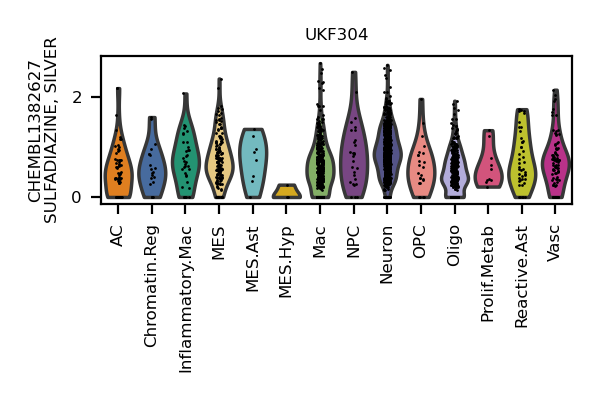 UKF304
CHEMBL1382627
SULFADIAZINE, SILVER
2
0
AC
Chromatin.Reg
Inflammatory.Mac
MES
MES.Ast
MES.Hyp
Mac
NPC
Neuron
OPC
Oligo
Prolif.Metab
Reactive.Ast
Vasc